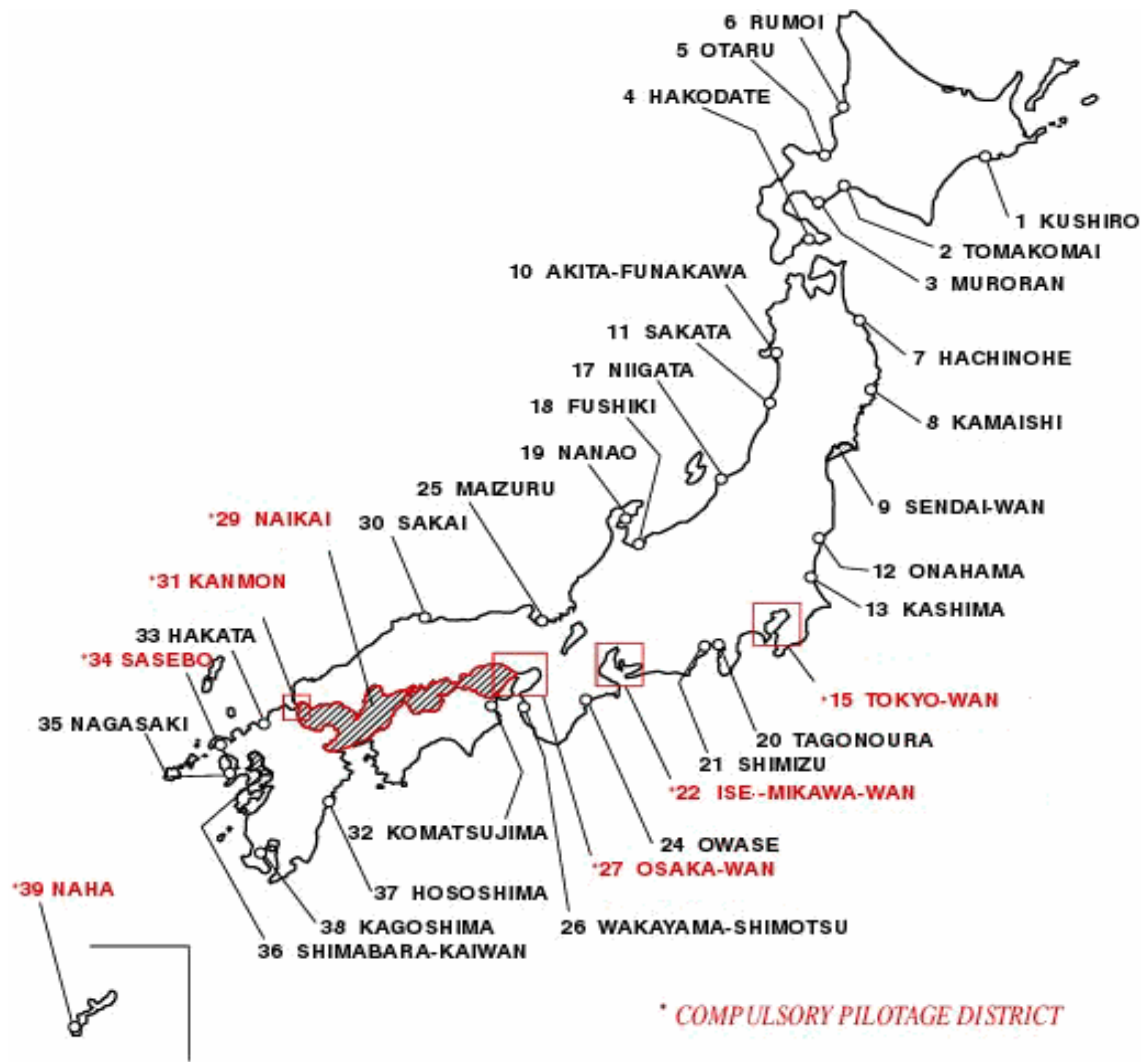 6 RUMOI
5 OTARU
4 HAKODATE
1 KUSHIRO
2 TOMAKOMAI
3 MURORAN
10 AKITA-FUNAKAWA
11 SAKATA
7 HACHINOHE
17 NIIGATA
18 FUSHIKI
8 KAMAISHI
19 NANAO
25 MAIZURU
9 SENDAI-WAN
*29 NAIKAI
30 SAKAI
12 ONAHAMA
*31 KANMON
13 KASHIMA
33 HAKATA
*34 SASEBO
*15 TOKYO-WAN
35 NAGASAKI
20 TAGONOURA
21 SHIMIZU
*22 ISE-MIKAWA-WAN
32 KOMATSUJIMA
24 OWASE
*27 OSAKA-WAN
*39 NAHA
37 HOSOSHIMA
38 KAGOSHIMA
26 WAKAYAMA-SHIMOTSU
36 SHIMABARA-KAIWAN
* COMPULSORY PILOTAGE DISTRICT